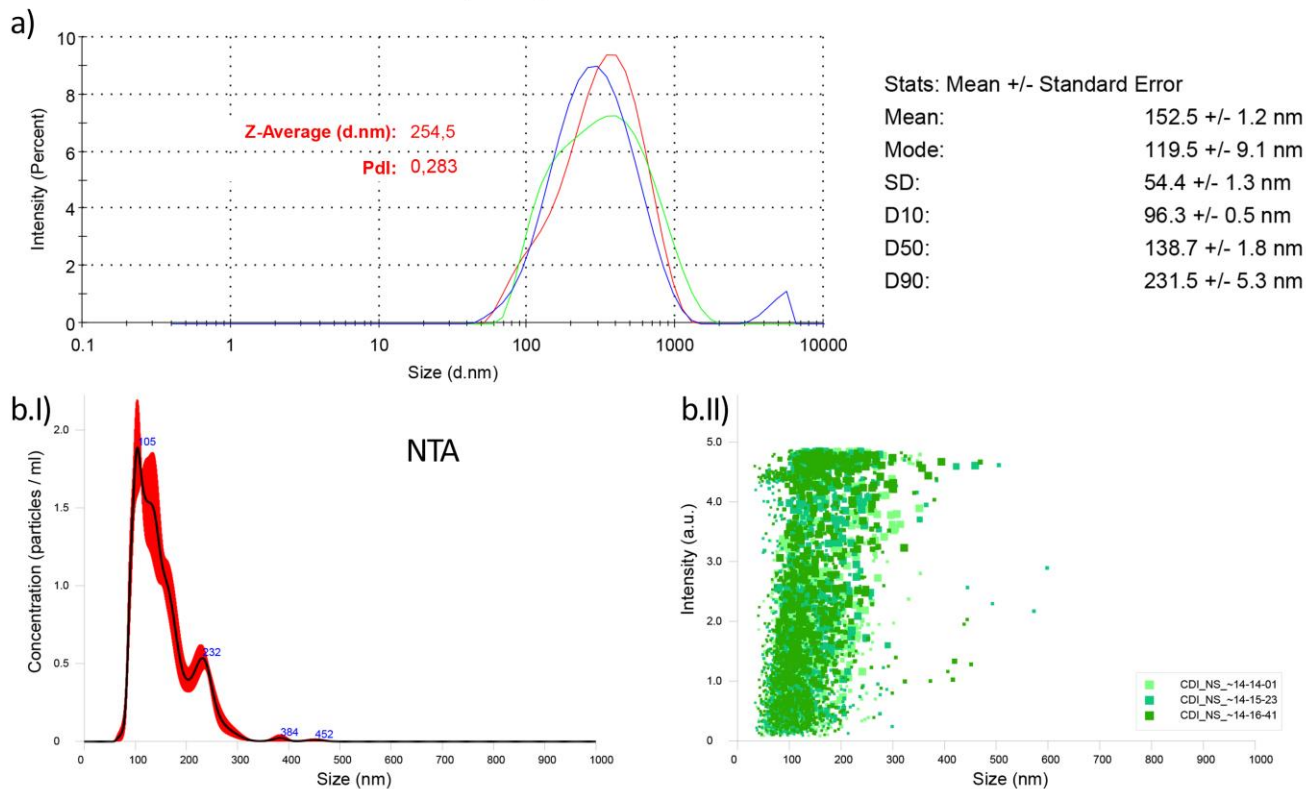 a)
10
8
6
4
2
0
Intensity (Percent)
Z-Average (d.nm): 254,5
PdI: 0,283
0.1 1 10 100 1000 10000
Size (d.nm)
Stats: Mean +/- Standard Error
Mean: 152.5 +/- 1.2 nm
Mode: 119.5 +/- 9.1 nm
SD: 54.4 +/- 1.3 nm
D10: 96.3 +/- 0.5 nm
D50: 138.7 +/- 1.8 nm
D90: 231.5 +/- 5.3 nm
b.I)
NTA
2.0
1.5
1.0
0.5
0
Concentration (particles / ml)
105
232
384
452
0 100 200 300 400 500 600 700 800 900 1000
Size (nm)
b.II)
5.0
4.0
3.0
2.0
1.0
0
Intensity (a.u.)
CDI_NS_~14-14-01
CDI_NS_~14-15-23
CDI_NS_~14-16-41
0 100 200 300 400 500 600 700 800 900 1000
Size (nm)